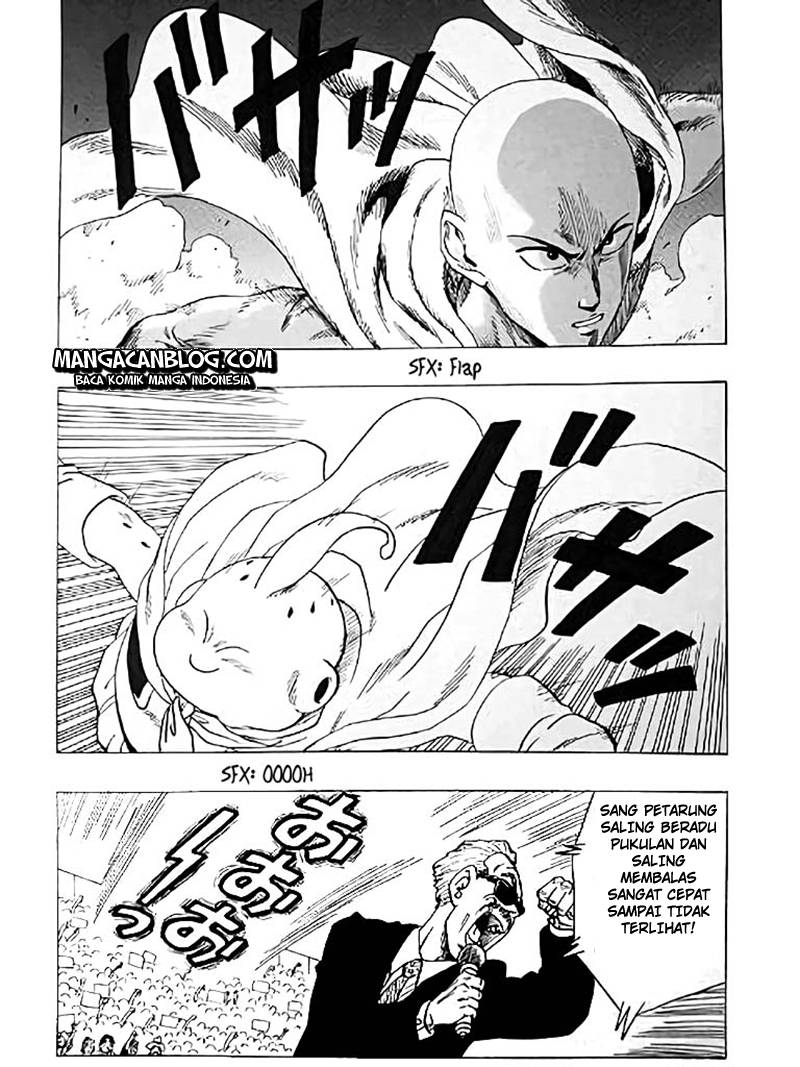 バサッ
MANGACANBLOG.COM
BACA KOMIK MANGA INDONESIA
SFX: Flap
バサッ
SFX: OOOOH
おおおおっ
SANG PETARUNG
SALING BERADU
PUKULAN DAN
SALING
MEMBALAS
SANGAT CEPAT
SAMPAI TIDAK
TERLIHAT!